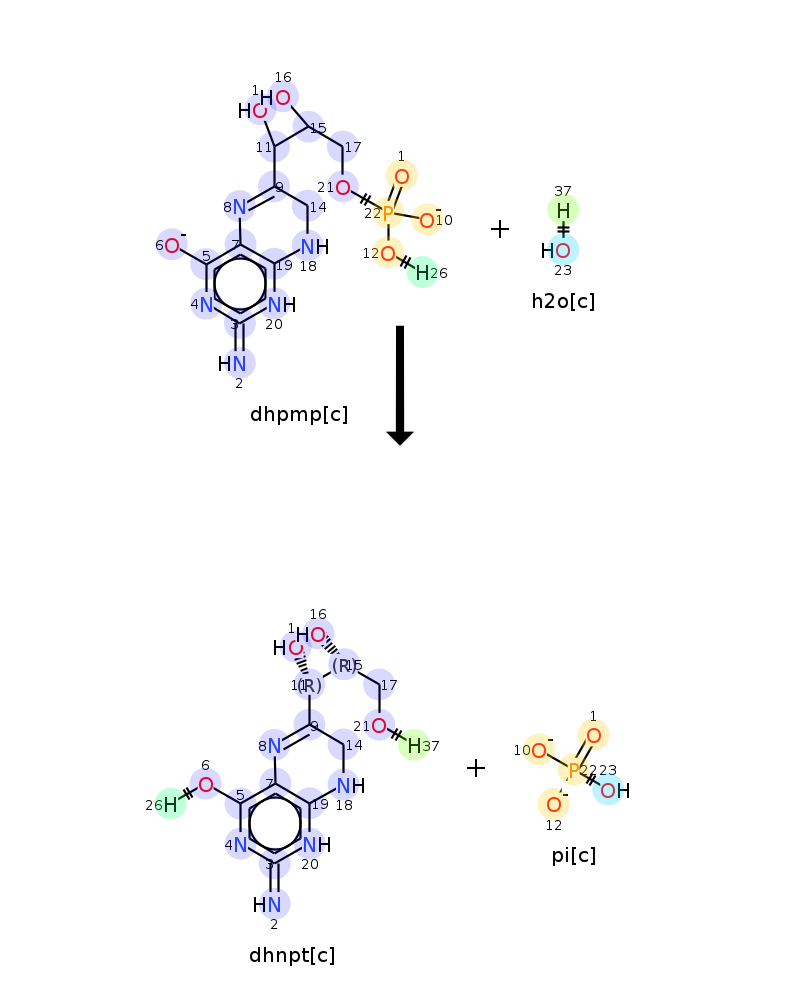 16
1
HO
HO
15
11
17
1
O
9
21 O
8 N
14
22 P
O- 10
37
H
6 O-
5
7
NH
18
12 O
H 26
HO
23
19
4 N
NH
3
20
h2o[c]
+
HN
2
dhpmp[c]
16
1
HO
HO
(R) 15
11 (R)
17
1
O
9
21 O
H 37
8 N
14
10 O-
P 22 23
OH
+
6
O
26 H
5
7
NH
18
19
O-
12
4 N
NH
3
20
pi[c]
HN
2
dhnpt[c]